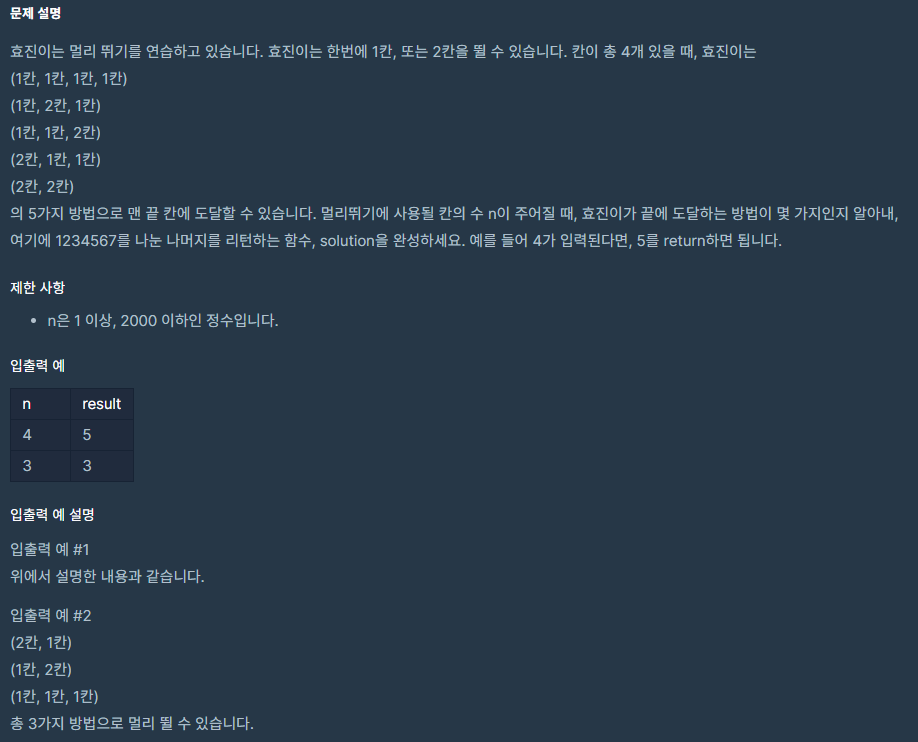 문제 설명
효진이는 멀리 뛰기를 연습하고 있습니다. 효진이는 한번에 1칸, 또는 2칸을 뛸 수 있습니다. 칸이 총 4개 있을 때, 효진이는
(1칸, 1칸, 1칸, 1칸)
(1칸, 2칸, 1칸)
(1칸, 1칸, 2칸)
(2칸, 1칸, 1칸)
(2칸, 2칸)
의 5가지 방법으로 맨 끝 칸에 도달할 수 있습니다. 멀리뛰기에 사용될 칸의 수 n이 주어질 때, 효진이가 끝에 도달하는 방법이 몇 가지인지 알아내,
여기에 1234567를 나눈 나머지를 리턴하는 함수, solution을 완성하세요. 예를 들어 4가 입력된다면, 5를 return하면 됩니다.
제한 사항
• n은 1 이상, 2000 이하인 정수입니다.
입출력 예
n result
4 5
3 3
입출력 예 설명
입출력 예 #1
위에서 설명한 내용과 같습니다.
입출력 예 #2
(2칸, 1칸)
(1칸, 2칸)
(1칸, 1칸, 1칸)
총 3가지 방법으로 멀리 뛸 수 있습니다.